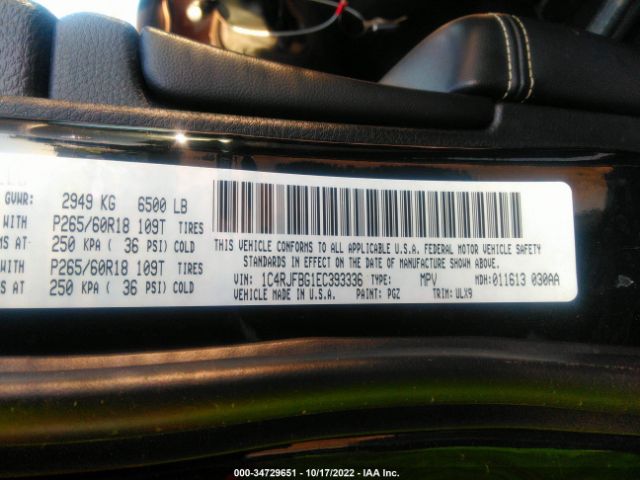 GVWR: 2949 KG 6500 LB
WITH P265/60R18 109T TIRES
MS AT 250 KPA ( 36 PSI) COLD
WITH P265/60R18 109T TIRES
MS AT 250 KPA ( 36 PSI) COLD
THIS VEHICLE CONFORMS TO ALL APPLICABLE U.S.A. FEDERAL MOTOR VEHICLE SAFETY
STANDARDS IN EFFECT ON THE DATE OF MANUFACTURE SHOWN ABOVE.
VIN: 1C4RJFBG1EC393336 TYPE: MPV MDH: 011613 030AA
VEHICLE MADE IN U.S.A. PAINT: PGZ TRIM: ULX9
000-34729651 - 10/17/2022 - IAA Inc.